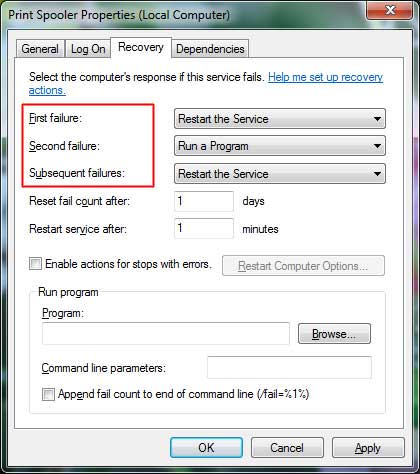 Print Spooler Properties (Local Computer)
General Log On Recovery Dependencies
Select the computer's response if this service fails. Help me set up recovery
actions.
First failure: Restart the Service
Second failure: Run a Program
Subsequent failures: Restart the Service
Reset fail count after: 1 days
Restart service after: 1 minutes
Enable actions for stops with errors. Restart Computer Options...
Run program
Program:
Browse...
Command line parameters:
Append fail count to end of command line (/fail=%1%)
OK Cancel Apply